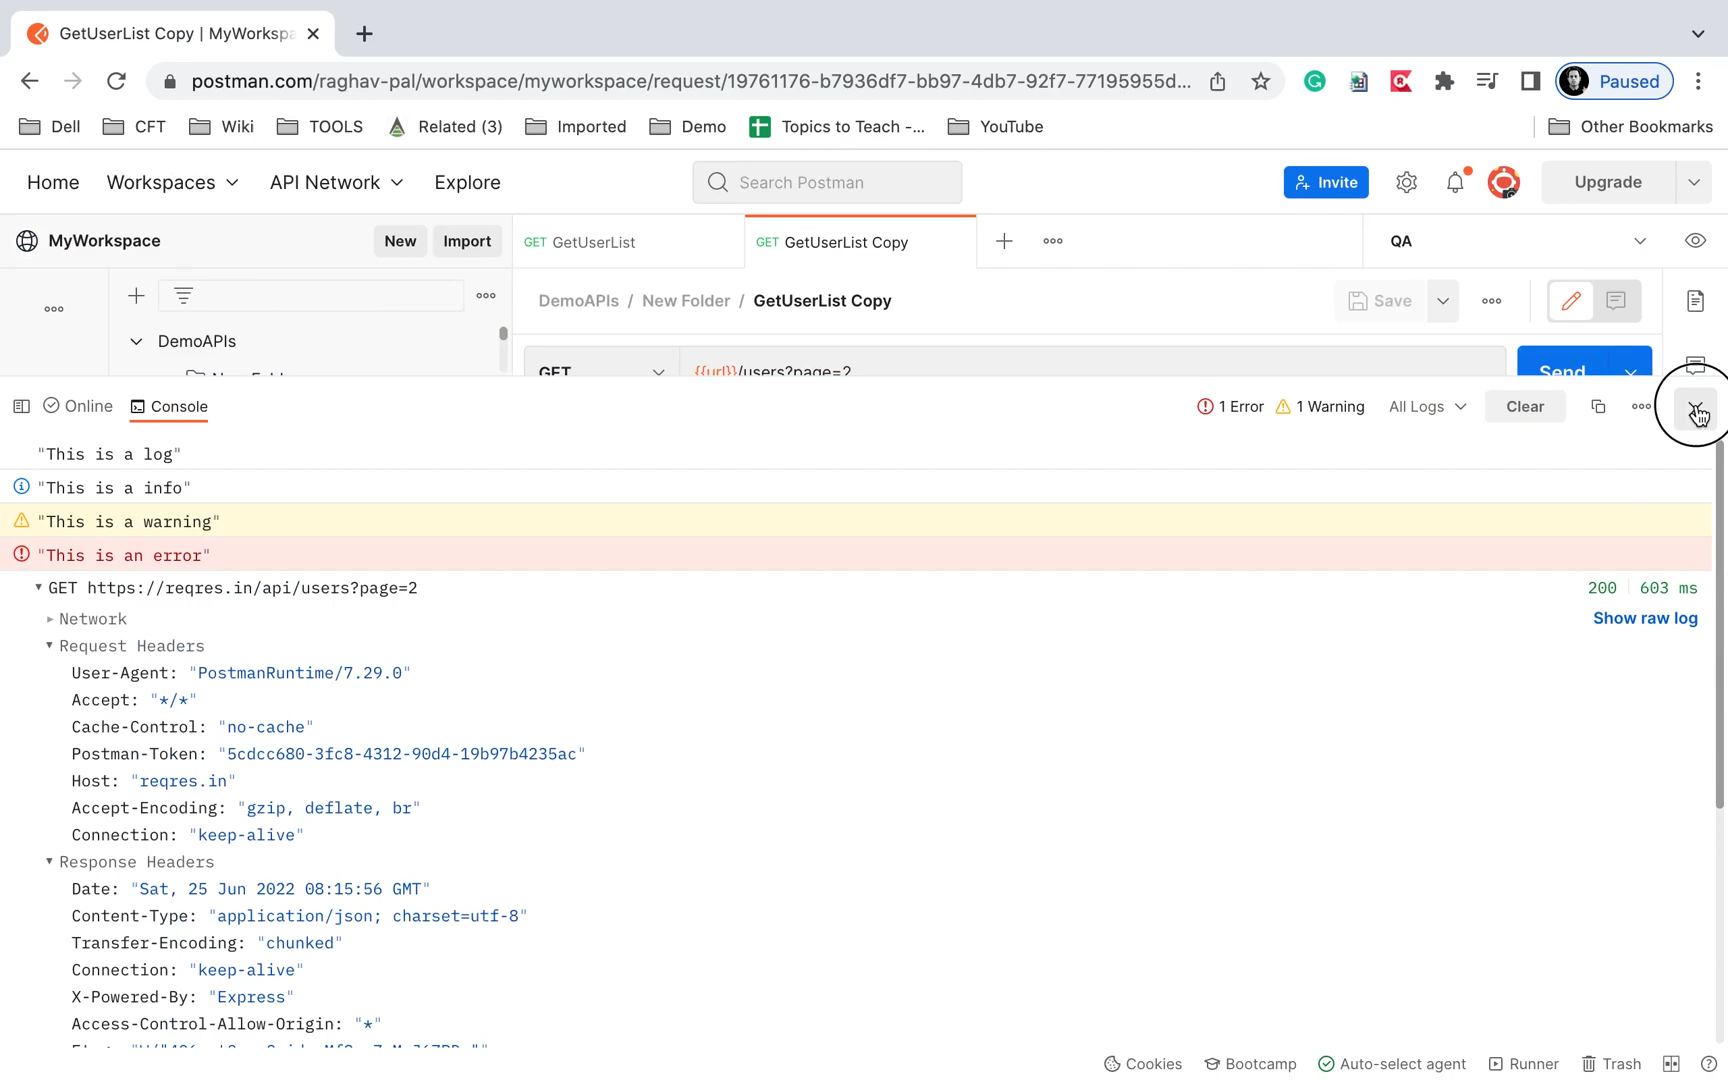 GetUserList Copy | MyWorkspa
postman.com/raghav-pal/workspace/myworkspace/request/19761176-b7936df7-bb97-4db7-92f7-77195955d... Paused
Dell CFT Wiki TOOLS Related (3) Imported Demo Topics to Teach -... YouTube Other Bookmarks
Home Workspaces API Network Explore Search Postman Invite Upgrade
MyWorkspace New Import GET GetUserList GET GetUserList Copy QA
DemoAPIs / New Folder / GetUserList Copy Save
DemoAPIs
GET {{url}}/users?page=2 Send
Online Console 1 Error 1 Warning All Logs Clear
"This is a log"
"This is a info"
"This is a warning"
"This is an error"
GET https://reqres.in/api/users?page=2 200 603 ms
Network Show raw log
Request Headers
User-Agent: "PostmanRuntime/7.29.0"
Accept: "*/*"
Cache-Control: "no-cache"
Postman-Token: "5cdcc680-3fc8-4312-90d4-19b97b4235ac"
Host: "reqres.in"
Accept-Encoding: "gzip, deflate, br"
Connection: "keep-alive"
Response Headers
Date: "Sat, 25 Jun 2022 08:15:56 GMT"
Content-Type: "application/json; charset=utf-8"
Transfer-Encoding: "chunked"
Connection: "keep-alive"
X-Powered-By: "Express"
Access-Control-Allow-Origin: "*"
Cookies Bootcamp Auto-select agent Runner Trash